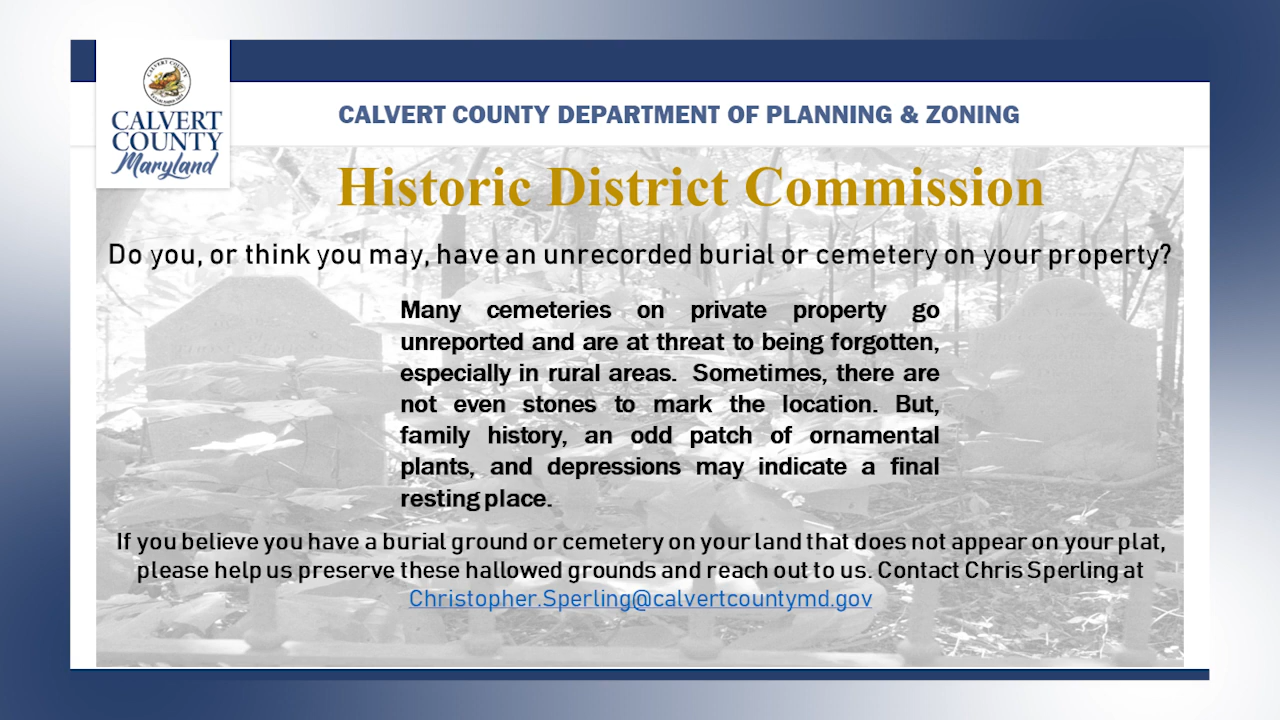 CALVERT COUNTY
CALVERT
COUNTY
Maryland
CALVERT COUNTY DEPARTMENT OF PLANNING & ZONING
Historic District Commission
Do you, or think you may, have an unrecorded burial or cemetery on your property?
Many cemeteries on private property go
unreported and are at threat to being forgotten,
especially in rural areas. Sometimes, there are
not even stones to mark the location. But,
family history, an odd patch of ornamental
plants, and depressions may indicate a final
resting place.
If you believe you have a burial ground or cemetery on your land that does not appear on your plat,
please help us preserve these hallowed grounds and reach out to us. Contact Chris Sperling at
Christopher.Sperling@calvertcountymd.gov